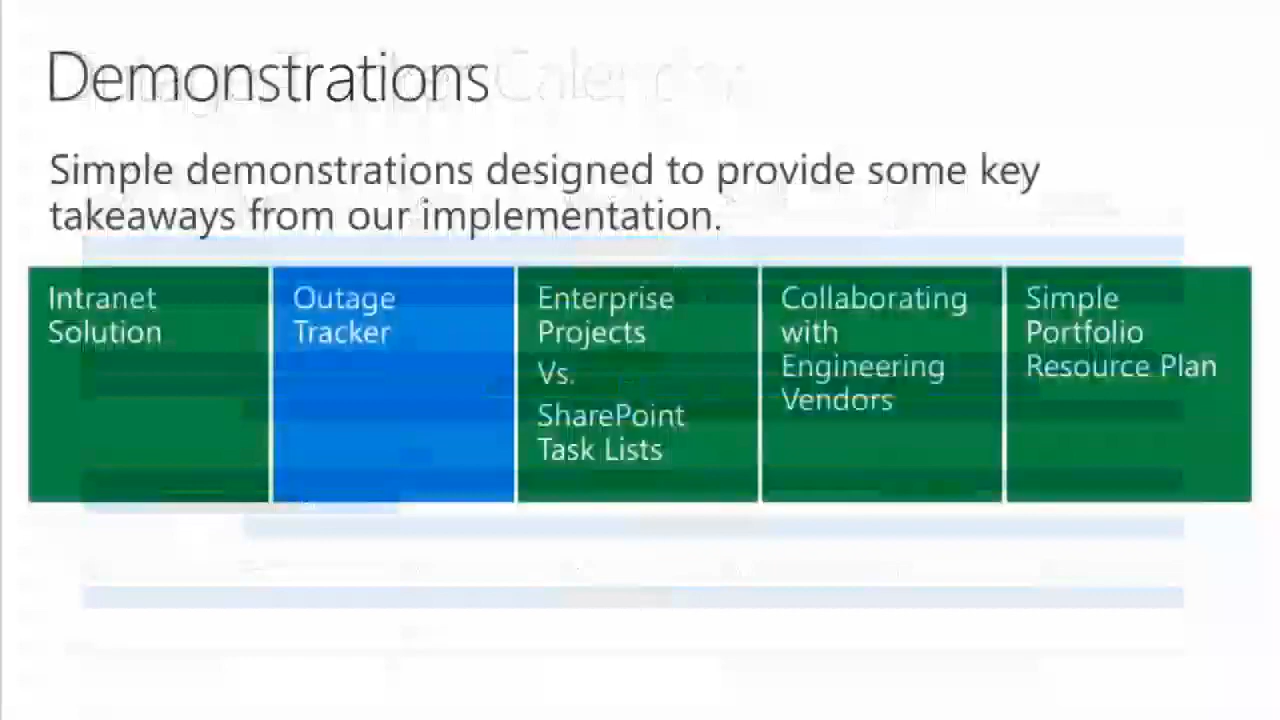 Demonstrations
Simple demonstrations designed to provide some key
takeaways from our implementation.
Intranet
Solution
Outage
Tracker
Enterprise
Projects
Vs.
SharePoint
Task Lists
Collaborating
with
Engineering
Vendors
Simple
Portfolio
Resource Plan